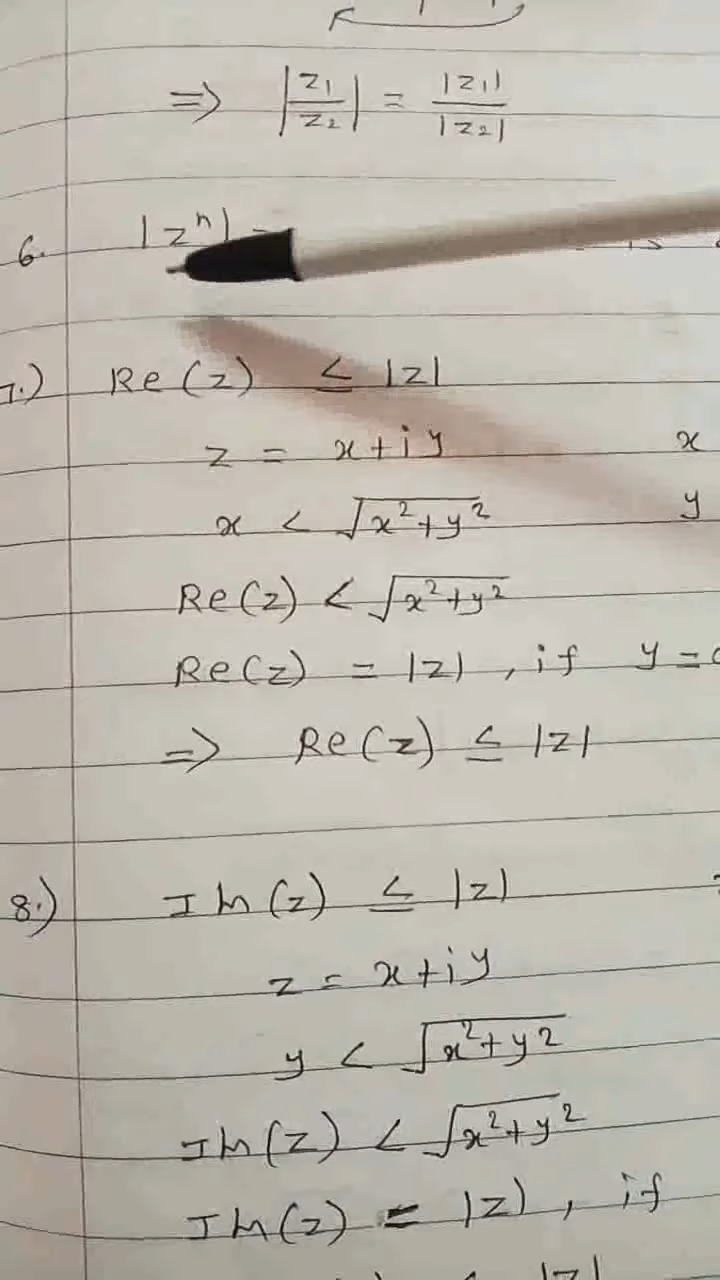 => |z₁/z₂| = |z₁|/|z₂|
6. |zⁿ| =
7.) Re(z) ≤ |z|
z = x+iy x
x < √x²+y² y
Re(z) < √x²+y²
Re(z) = |z|, if y =
=> Re(z) ≤ |z|
8.) Im(z) ≤ |z|
z = x+iy
y < √x²+y²
Im(z) < √x²+y²
Im(z) = |z|, if
|z|